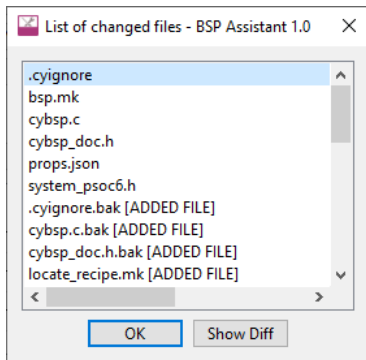 List of changed files - BSP Assistant 1.0
.cyignore
bsp.mk
cybsp.c
cybsp_doc.h
props.json
system_psoc6.h
.cyignore.bak [ADDED FILE]
cybsp.c.bak [ADDED FILE]
cybsp_doc.h.bak [ADDED FILE]
locate_recipe.mk [ADDED FILE]
OK
Show Diff